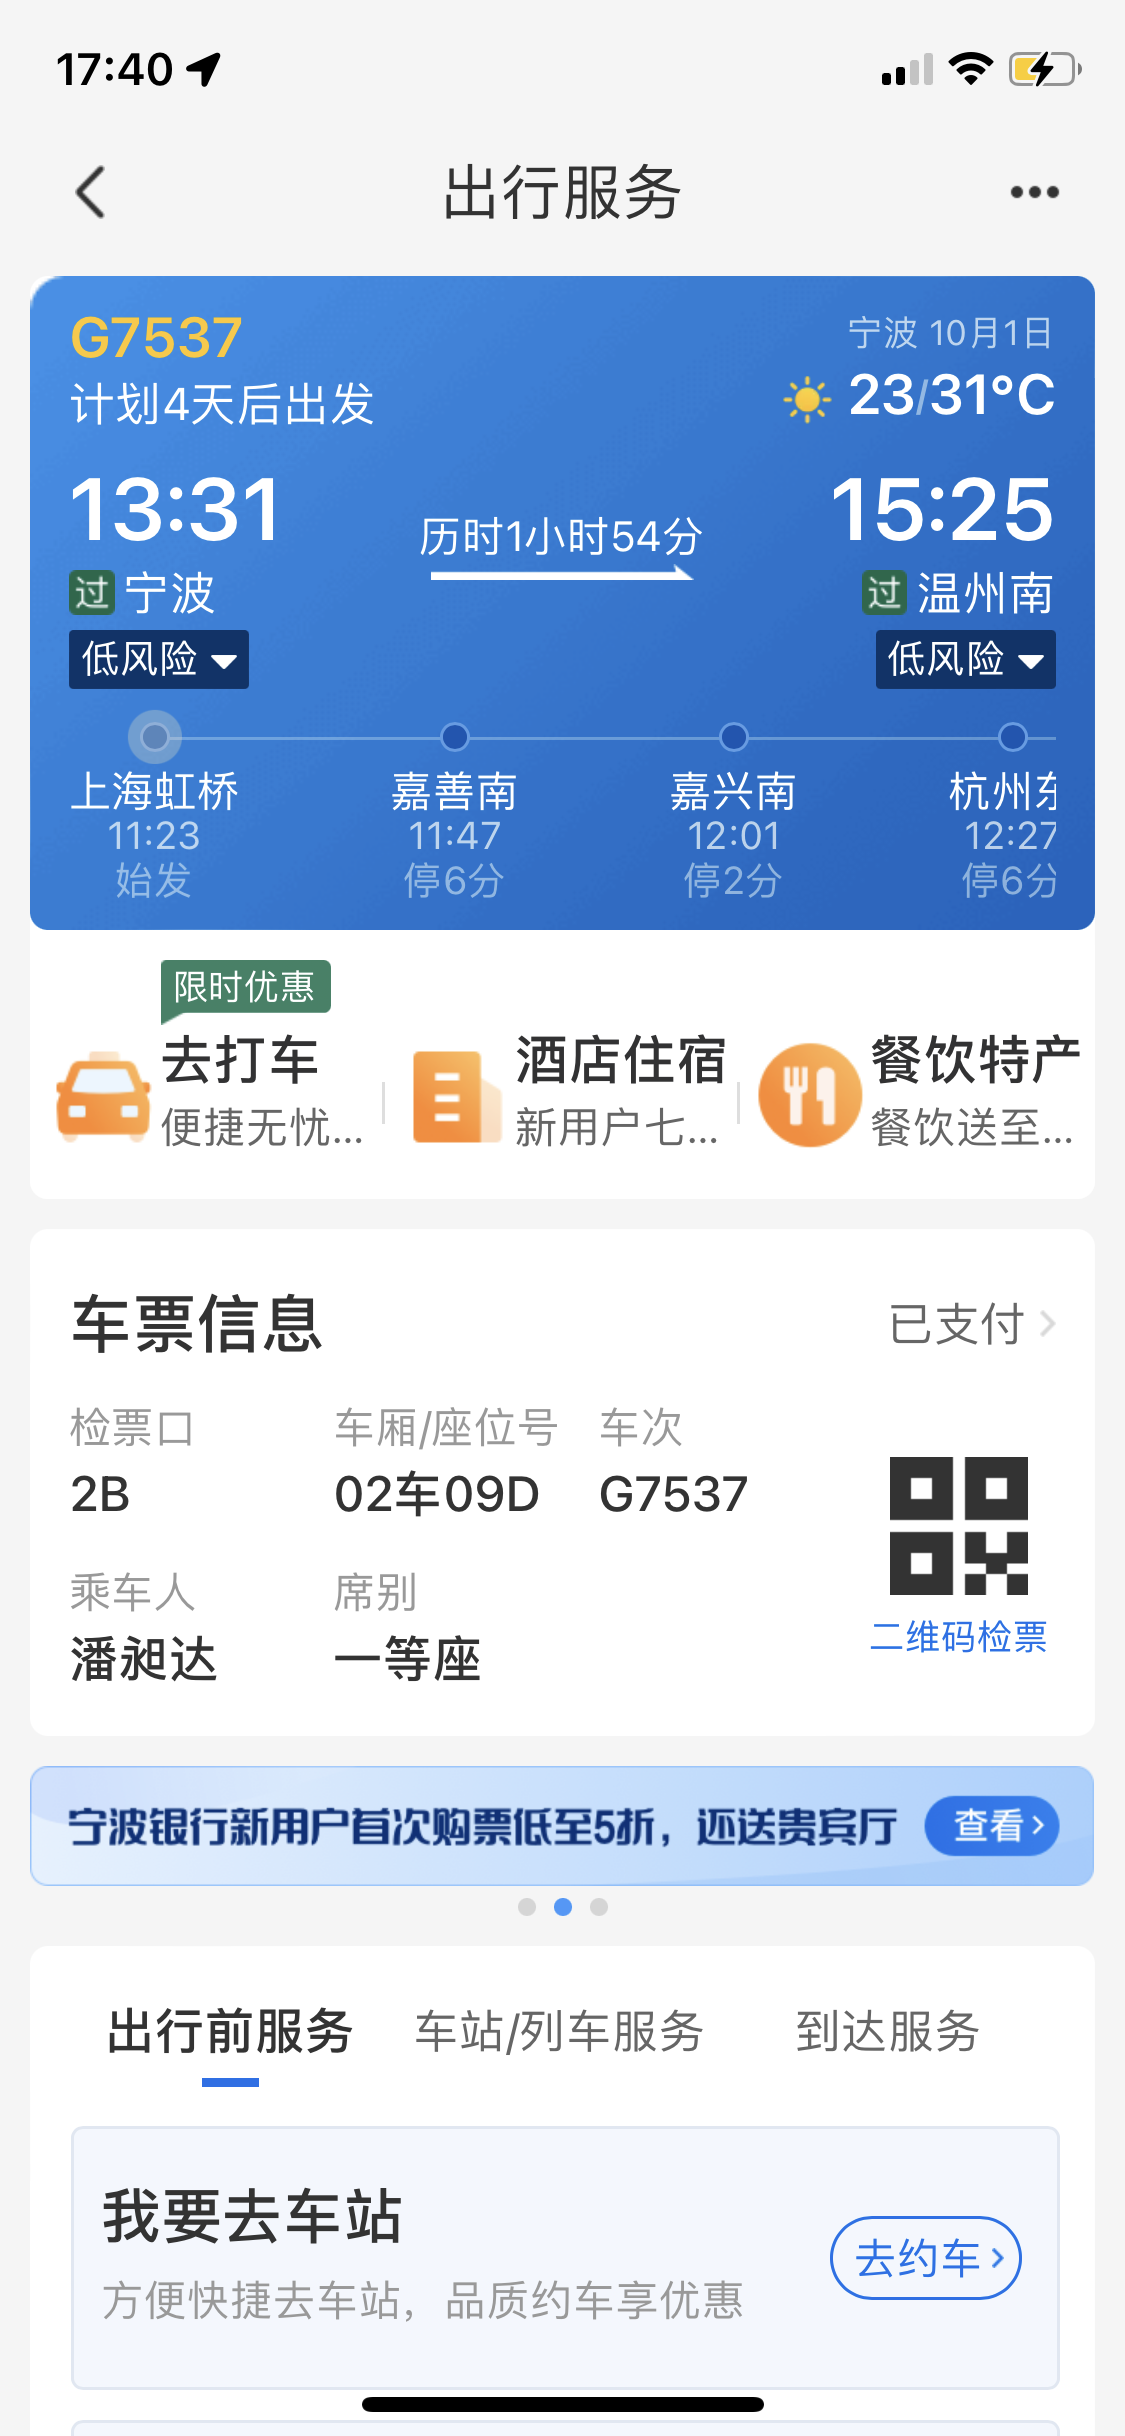 17:40
出行服务
G7537
宁波 10月1日
计划4天后出发
23/31°C
13:31
历时1小时54分
15:25
过 宁波
过 温州南
低风险
低风险
上海虹桥 嘉善南 嘉兴南 杭州东
11:23 11:47 12:01 12:27
始发 停6分 停2分 停6分
限时优惠
去打车 酒店住宿 餐饮特产
便捷无忧... 新用户七... 餐饮送至...
车票信息
已支付
检票口 车厢/座位号 车次
2B 02车09D G7537
乘车人 席别
潘昶达 一等座
二维码检票
宁波银行新用户首次购票低至5折，还送贵宾厅
查看
出行前服务 车站/列车服务 到达服务
我要去车站
方便快捷去车站，品质约车享优惠
去约车